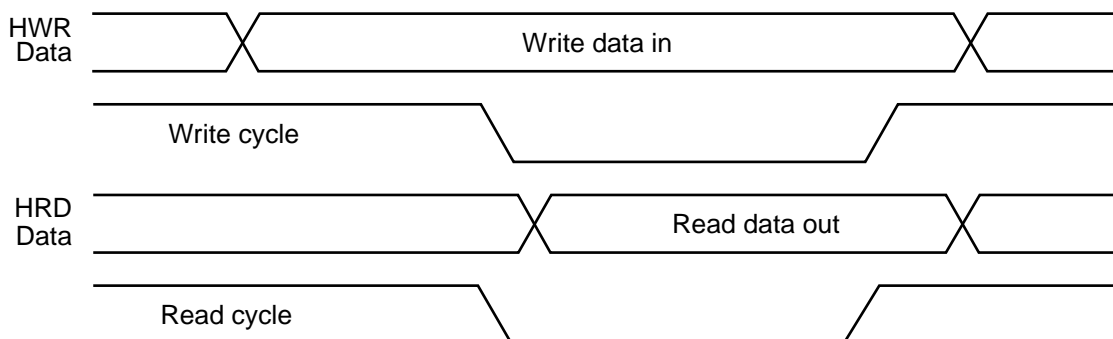 HWR
Data
Write data in
Write cycle
HRD
Data
Read data out
Read cycle